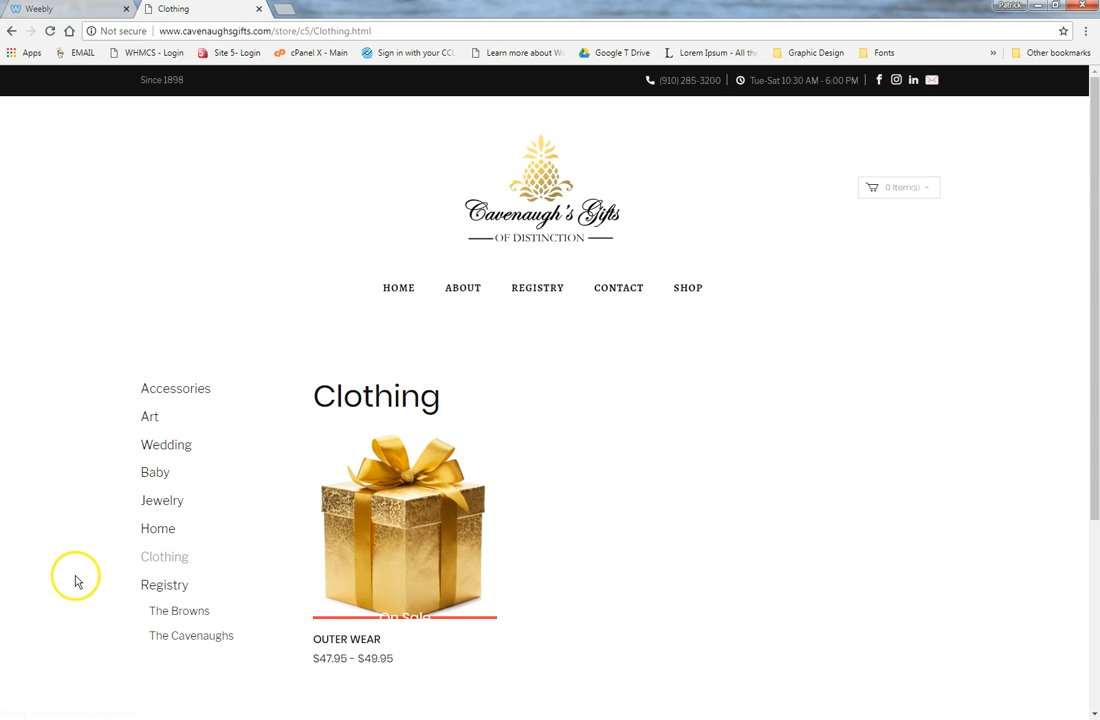 Patrick
Weebly
Clothing
Not secure | www.cavenaughsgifts.com/store/c5/Clothing.html
Apps EMAIL WHMCS - Login Site 5- Login cPanel X - Main Sign in with your CCL Learn more about We Google T Drive Lorem Ipsum - All the Graphic Design Fonts » Other bookmarks
Since 1898
(910) 285-3200 | Tue-Sat 10:30 AM - 6:00 PM |
0 Item(s) -
Cavenaugh's Gifts
OF DISTINCTION
HOME ABOUT REGISTRY CONTACT SHOP
Accessories
Art
Wedding
Baby
Jewelry
Home
Clothing
Registry
The Browns
The Cavenaughs
Clothing
On Sale
OUTER WEAR
$47.95 - $49.95